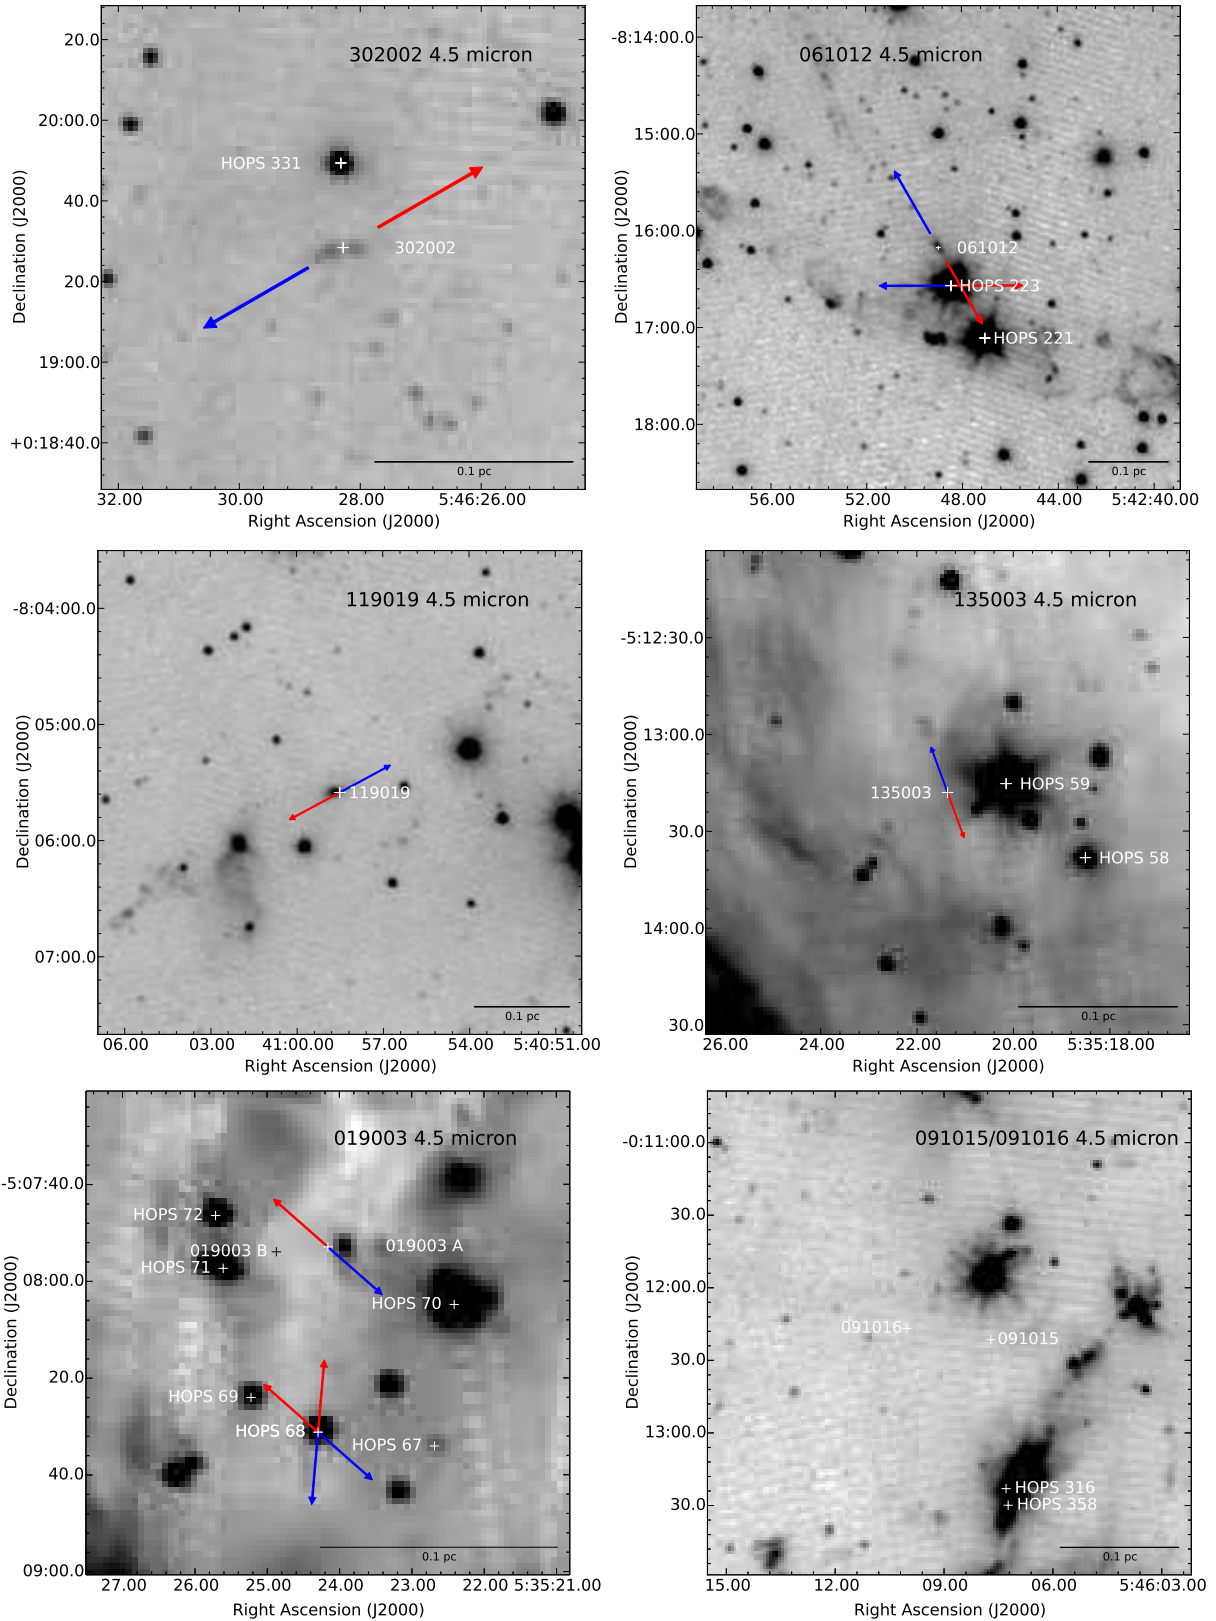 302002 4.5 micron
20.0
20:00.0
40.0
20.0
19:00.0
+0:18:40.0
HOPS 331
302002
0.1 pc
32.00 30.00 28.00 5:46:26.00
Right Ascension (J2000)
Declination (J2000)
061012 4.5 micron
-8:14:00.0
15:00.0
16:00.0
17:00.0
18:00.0
061012
HOPS 223
HOPS 221
0.1 pc
56.00 52.00 48.00 44.00 5:42:40.00
Right Ascension (J2000)
Declination (J2000)
119019 4.5 micron
-8:04:00.0
05:00.0
06:00.0
07:00.0
119019
0.1 pc
06.00 03.00 5:41:00.00 57.00 54.00 5:40:51.00
Right Ascension (J2000)
Declination (J2000)
135003 4.5 micron
-5:12:30.0
13:00.0
30.0
14:00.0
30.0
135003
HOPS 59
HOPS 58
0.1 pc
26.00 24.00 22.00 20.00 5:35:18.00
Right Ascension (J2000)
Declination (J2000)
019003 4.5 micron
-5:07:40.0
08:00.0
20.0
40.0
09:00.0
HOPS 72
019003 B
019003 A
HOPS 71
HOPS 70
HOPS 69
HOPS 68
HOPS 67
0.1 pc
27.00 26.00 25.00 24.00 23.00 22.00 5:35:21.00
Right Ascension (J2000)
Declination (J2000)
091015/091016 4.5 micron
-0:11:00.0
30.0
12:00.0
30.0
13:00.0
30.0
091016
091015
HOPS 316
HOPS 358
0.1 pc
15.00 12.00 09.00 06.00 5:46:03.00
Right Ascension (J2000)
Declination (J2000)